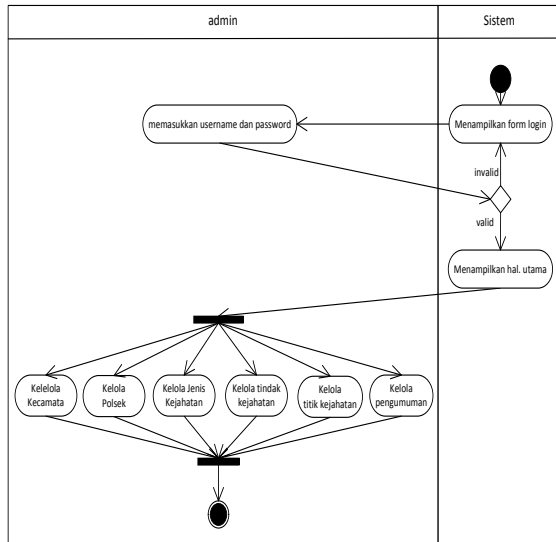 admin
Sistem
Menampilkan form login
memasukkan username dan password
invalid
valid
Menampilkan hal. utama
Kelelola
Kecamata
Kelola
Polsek
Kelola Jenis
Kejahatan
Kelola tindak
kejahatan
Kelola
titik kejahatan
Kelola
pengumuman